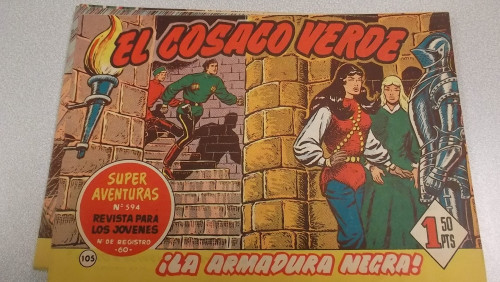 EL COSACO VERDE
SUPER
AVENTURAS
Nº 594
REVISTA PARA
LOS JOVENES
Nº DE REGISTRO
-60-
105
1 50
PTS
¡LA ARMADURA NEGRA!